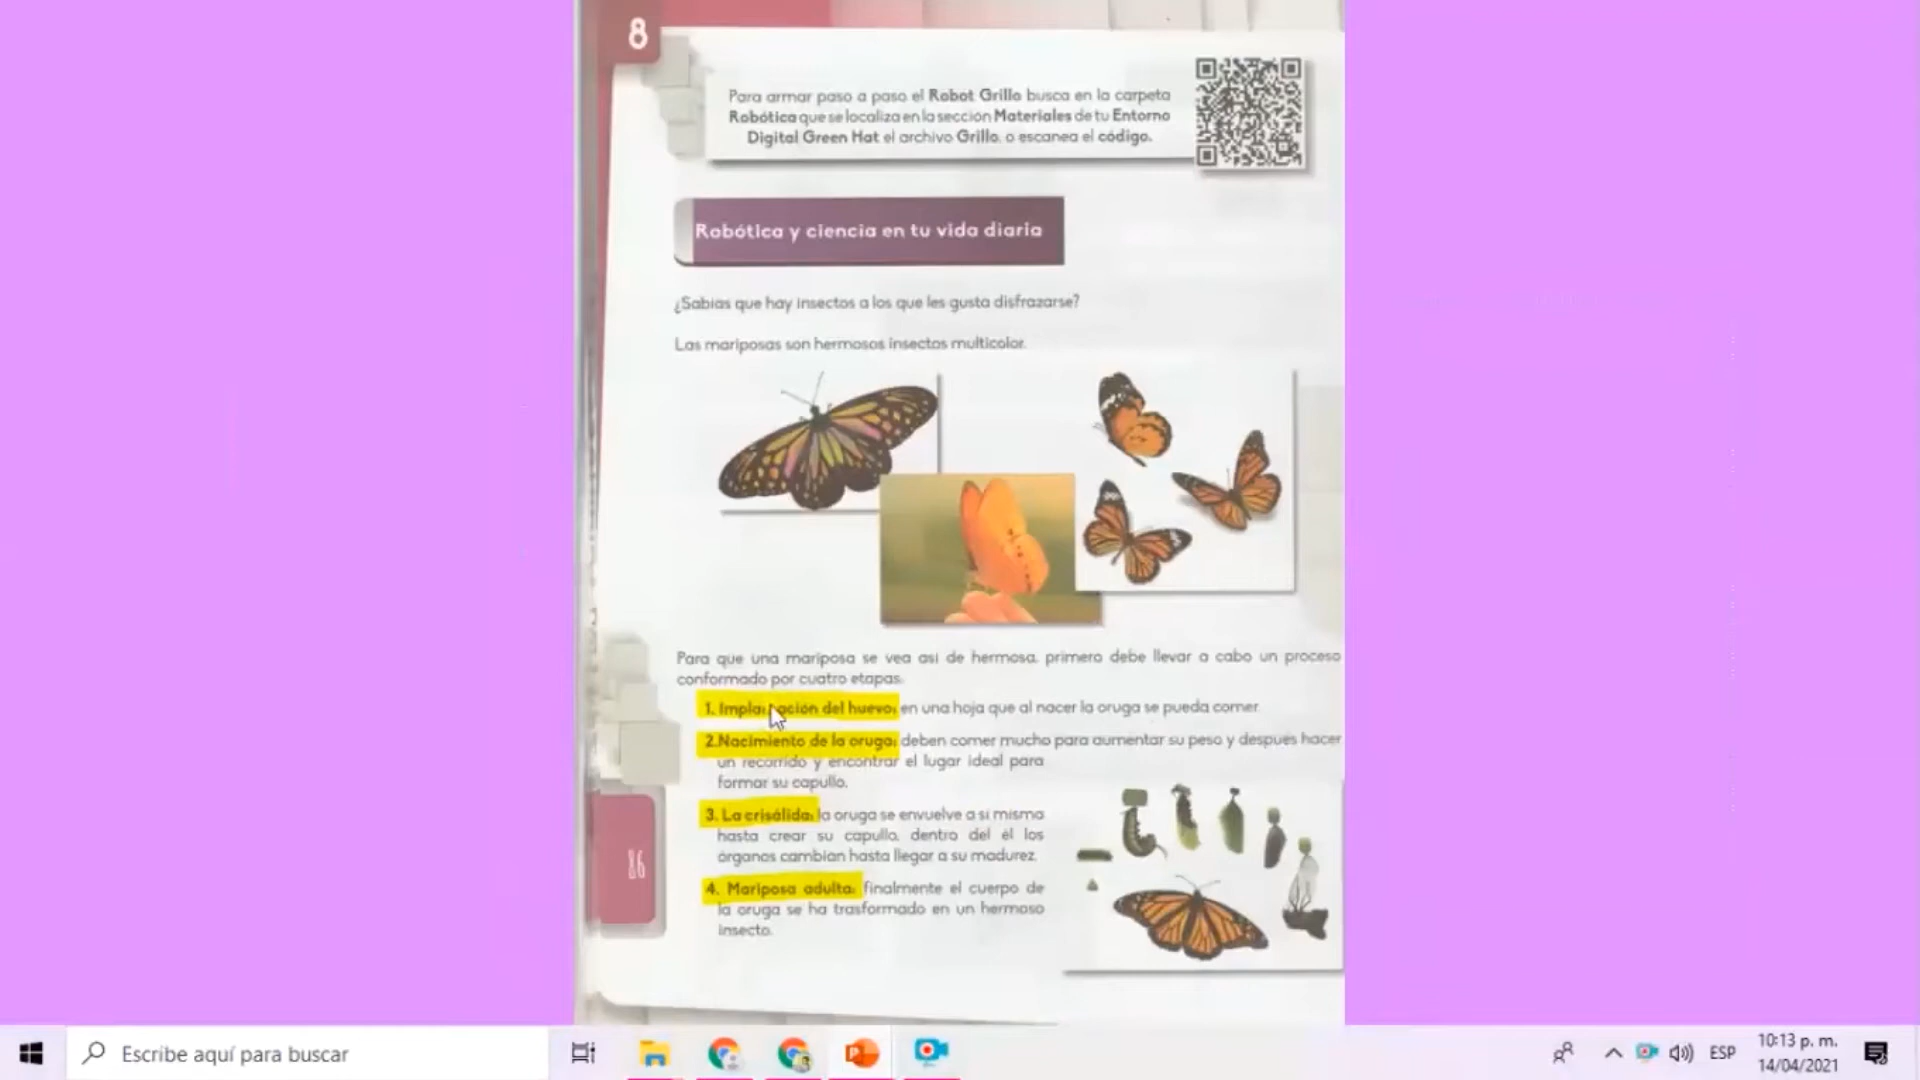 8
Para armar paso a paso el Robot Grillo busca en la carpeta
Robótica que se localiza en la sección Materiales de tu Entorno
Digital Green Hat el archivo Grillo, o escanea el código.
Robótica y ciencia en tu vida diaria
¿Sabías que hay insectos a los que les gusta disfrazarse?
Las mariposas son hermosos insectos multicolor.
Para que una mariposa se vea así de hermosa, primero debe llevar a cabo un proceso
conformado por cuatro etapas.
1. Implantación del huevo: en una hoja que al nacer la oruga se pueda comer.
2.Nacimiento de la oruga: deben comer mucho para aumentar su peso y después hacer
un recorrido y encontrar el lugar ideal para
formar su capullo.
3. La crisálida: la oruga se envuelve a sí misma
hasta crear su capullo, dentro del él los
órganos cambian hasta llegar a su madurez.
4. Mariposa adulta: finalmente el cuerpo de
la oruga se ha trasformado en un hermoso
insecto.
86
Escribe aquí para buscar
ESP
10:13 p. m.
14/04/2021